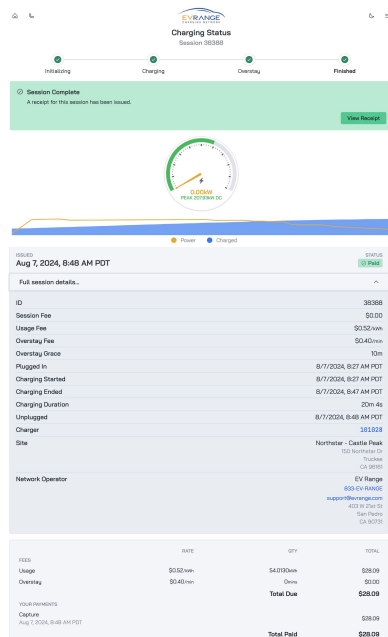 EVRANGE
CHARGING NETWORK
Charging Status
Session 38388
Initializing Charging Overstay Finished
Session Complete
A receipt for this session has been issued.
View Receipt
0.00kW
Power Charged
ISSUED STATUS
Aug 7, 2024, 8:48 AM PDT Paid
Full session details...
ID 38388
Session Fee $0.00
Usage Fee $0.52/kWh
Overstay Fee $0.40/min
Overstay Grace 10m
Plugged In 8/7/2024, 8:27 AM PDT
Charging Started 8/7/2024, 8:27 AM PDT
Charging Ended 8/7/2024, 8:47 AM PDT
Charging Duration 20m 4s
Unplugged 8/7/2024, 8:48 AM PDT
Charger 101028
Site Northstar - Castle Peak
150 Northstar Dr
Truckee
CA 96161
Network Operator EV Range
833-EV-RANGE
support@evrange.com
403 W 21st St
San Pedro
CA 90731
RATE QTY TOTAL
FEES
Usage $0.52/kWh 54.0130kWh $28.09
Overstay $0.40/min 0mins $0.00
Total Due $28.09
YOUR PAYMENTS
Capture
Aug 7, 2024, 8:48 AM PDT $28.09
Total Paid $28.09